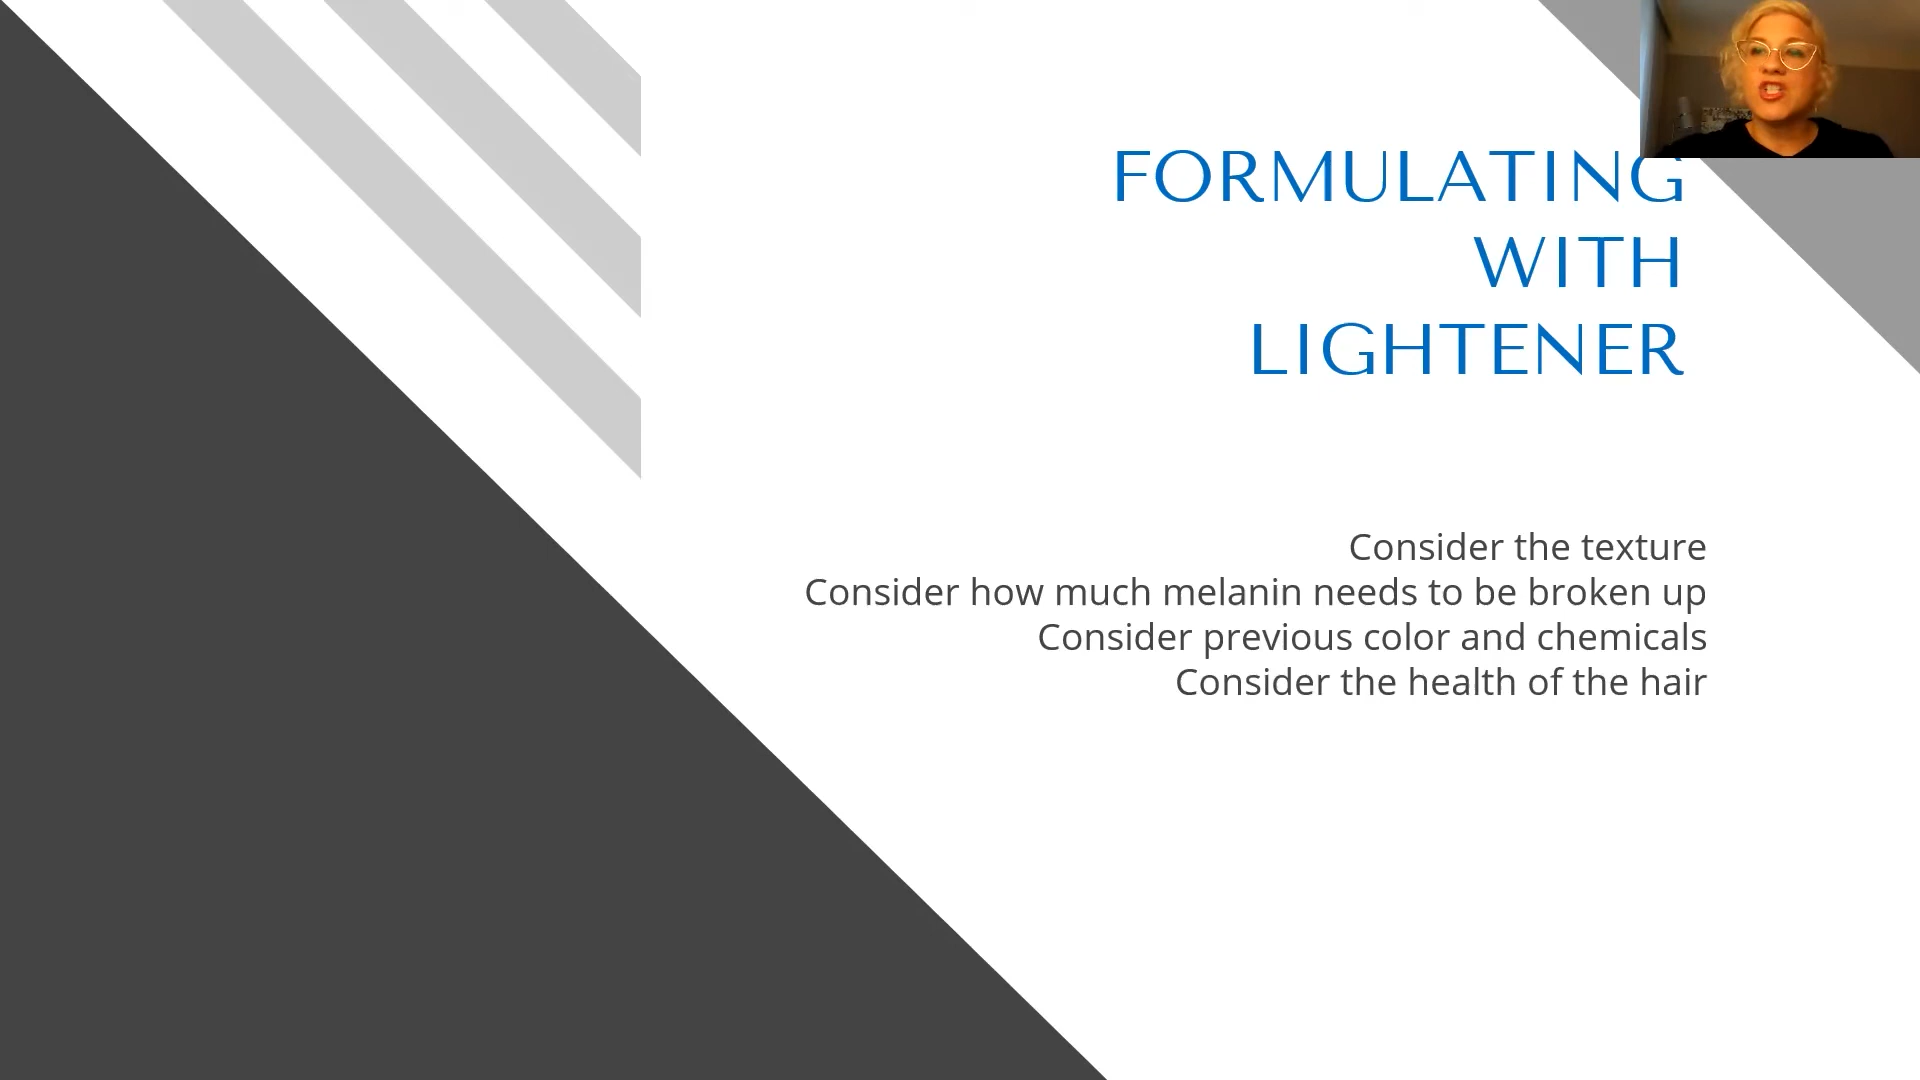 FORMULATING
WITH
LIGHTENER
Consider the texture
Consider how much melanin needs to be broken up
Consider previous color and chemicals
Consider the health of the hair